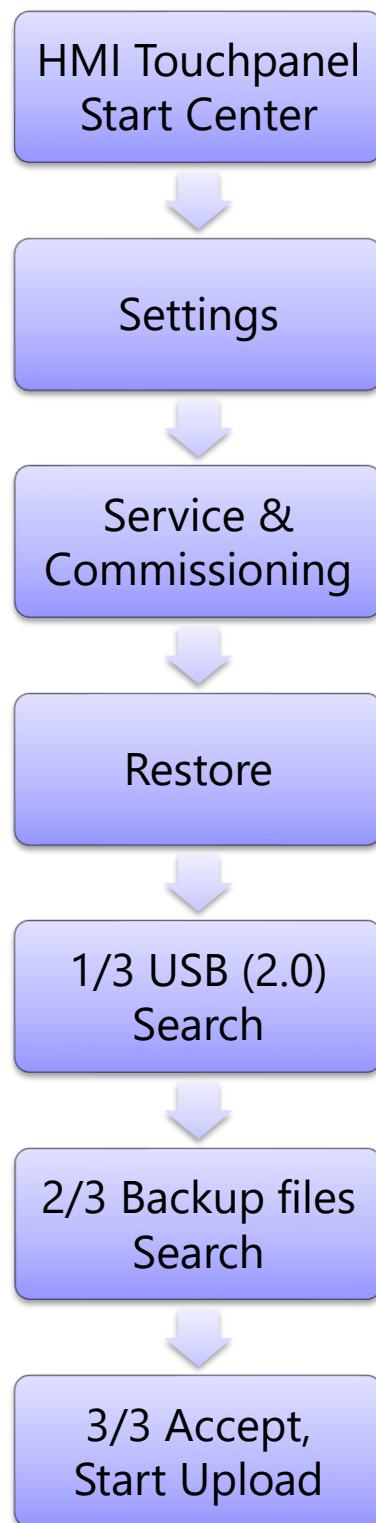 HMI Touchpanel
Start Center
Settings
Service &
Commissioning
Restore
1/3 USB (2.0)
Search
2/3 Backup files
Search
3/3 Accept,
Start Upload